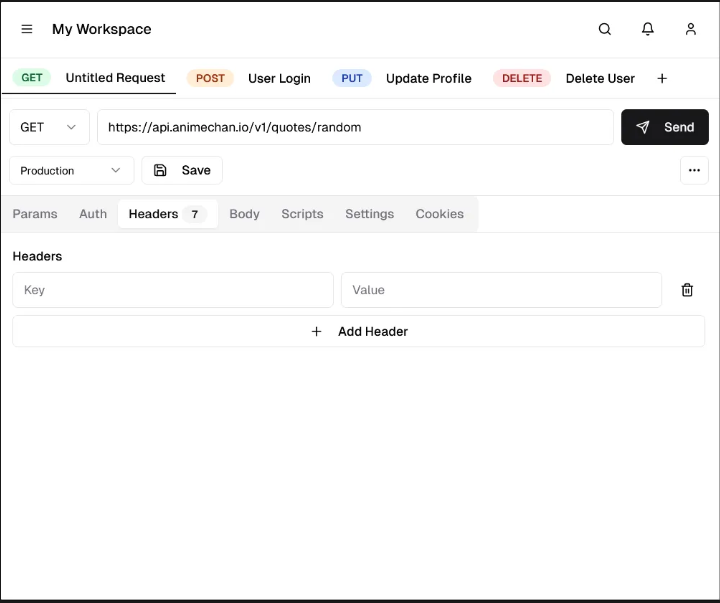 My Workspace
GET Untitled Request POST User Login PUT Update Profile DELETE Delete User +
GET https://api.animechan.io/v1/quotes/random Send
Production Save ...
Params Auth Headers 7 Body Scripts Settings Cookies
Headers
Key Value
+ Add Header